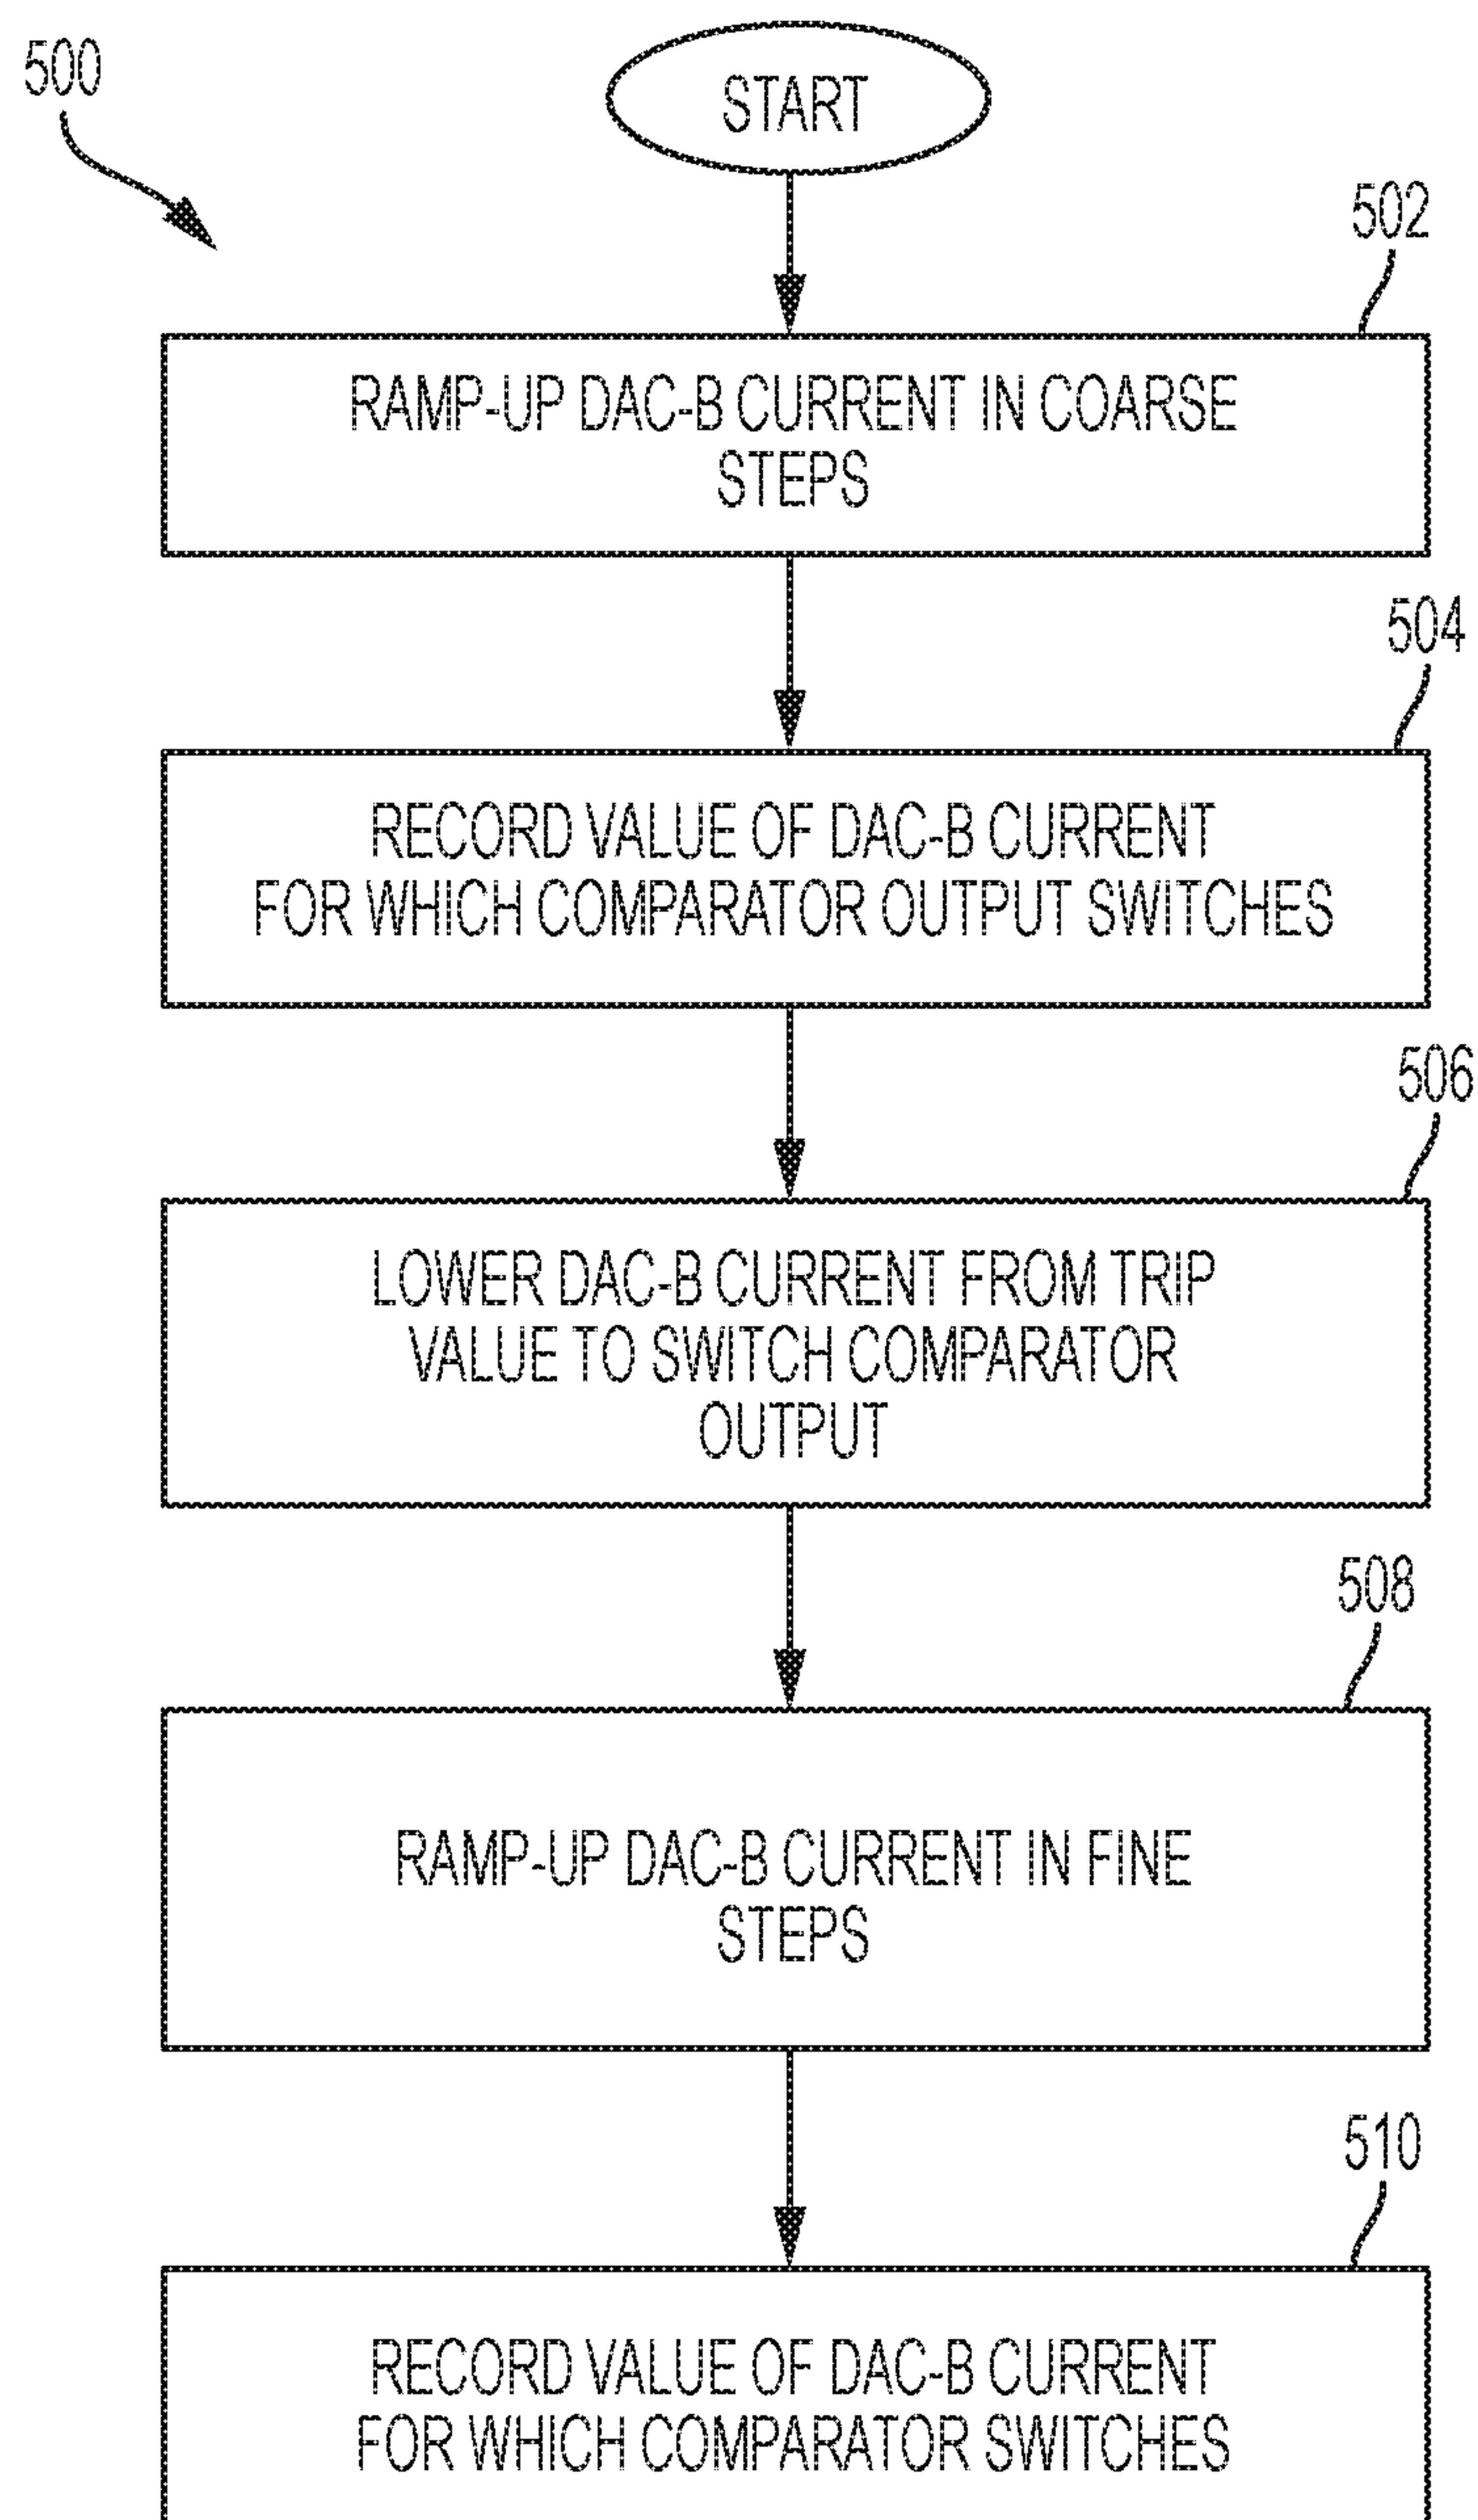 500
START
502
RAMP-UP DAC-B CURRENT IN COARSE
STEPS
504
RECORD VALUE OF DAC-B CURRENT
FOR WHICH COMPARATOR OUTPUT SWITCHES
506
LOWER DAC-B CURRENT FROM TRIP
VALUE TO SWITCH COMPARATOR
OUTPUT
508
RAMP-UP DAC-B CURRENT IN FINE
STEPS
510
RECORD VALUE OF DAC-B CURRENT
FOR WHICH COMPARATOR SWITCHES